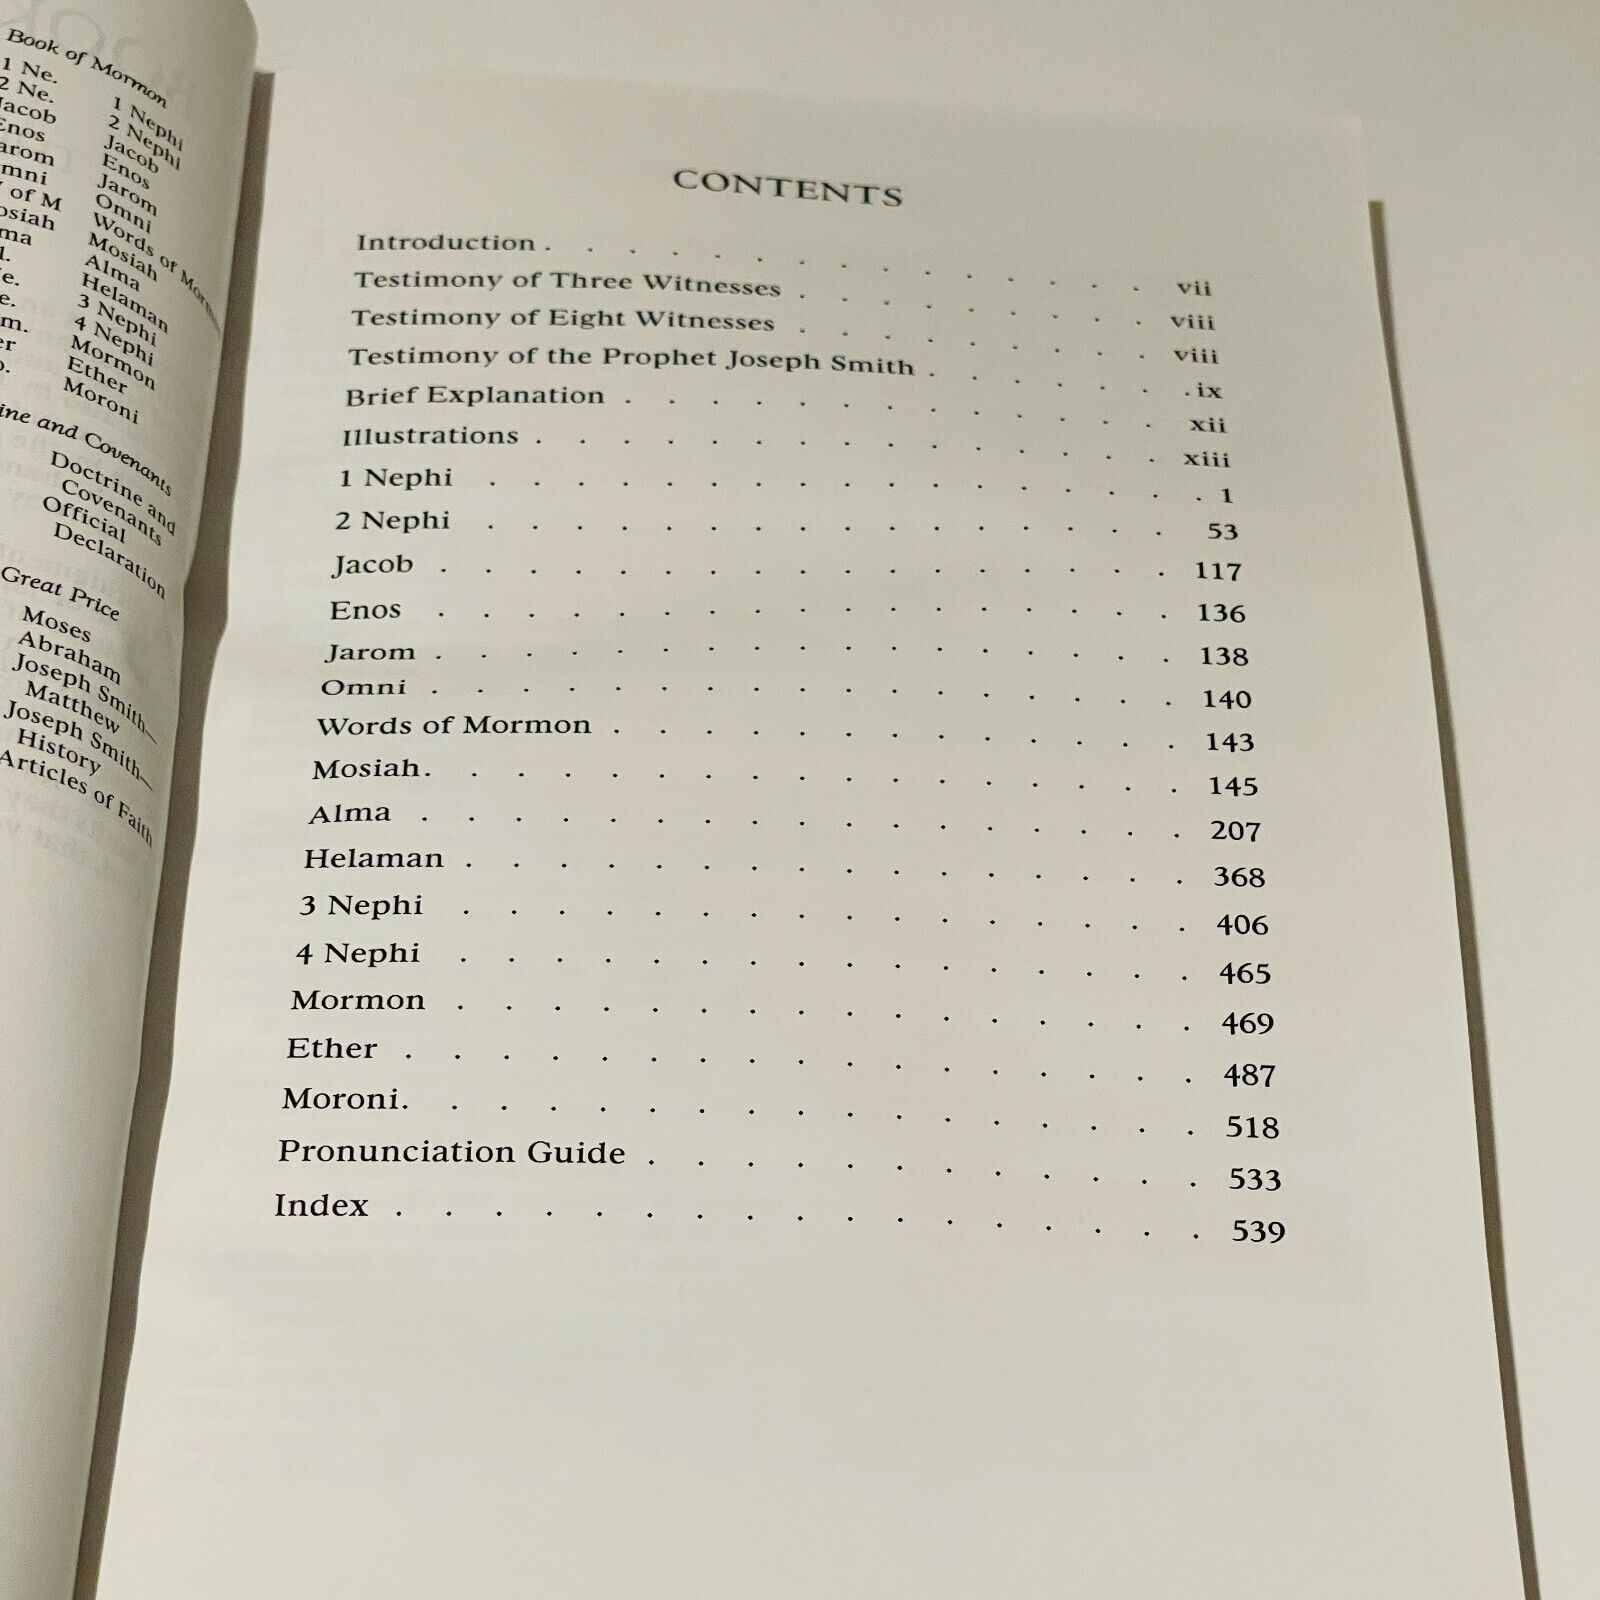 Book of Mormon
1 Ne. 1 Nephi
2 Ne. 2 Nephi
Jacob Jacob
Enos Enos
Jarom
Omni
of M Words of Mormon
Mosiah
Alma
Helaman
3 Nephi
4 Nephi
Mormon
Ether
Moroni
and Covenants
Doctrine and
Covenants
Official
Declaration
Great Price
Moses
Abraham
Joseph Smith—
Matthew
Joseph Smith—
History
Articles of Faith
CONTENTS
Introduction . . . . . . . . . . . . . . vii
Testimony of Three Witnesses . . . . . . . . . viii
Testimony of Eight Witnesses . . . . . . . . . viii
Testimony of the Prophet Joseph Smith . . . . . . . ix
Brief Explanation . . . . . . . . . . . . . xii
Illustrations . . . . . . . . . . . . . . . xiii
1 Nephi . . . . . . . . . . . . . . . . . 1
2 Nephi . . . . . . . . . . . . . . . . 53
Jacob . . . . . . . . . . . . . . . . . 117
Enos . . . . . . . . . . . . . . . . . 136
Jarom . . . . . . . . . . . . . . . . . 138
Omni . . . . . . . . . . . . . . . . . 140
Words of Mormon . . . . . . . . . . . . . 143
Mosiah . . . . . . . . . . . . . . . . . 145
Alma . . . . . . . . . . . . . . . . . 207
Helaman . . . . . . . . . . . . . . . . 368
3 Nephi . . . . . . . . . . . . . . . . 406
4 Nephi . . . . . . . . . . . . . . . . 465
Mormon . . . . . . . . . . . . . . . . 469
Ether . . . . . . . . . . . . . . . . . 487
Moroni . . . . . . . . . . . . . . . . . 518
Pronunciation Guide . . . . . . . . . . . . 533
Index . . . . . . . . . . . . . . . . . 539